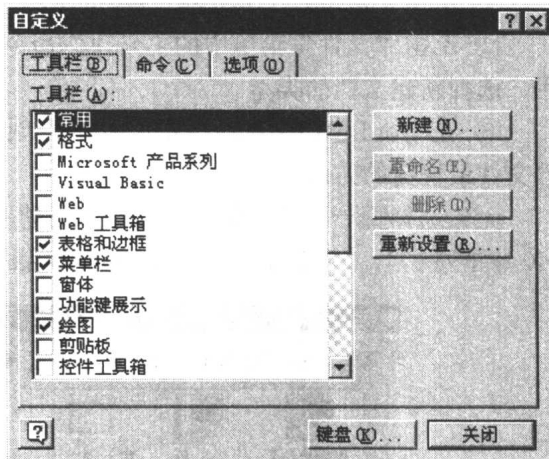 自定义
工具栏(B) 命令(C) 选项(O)
工具栏(A):
常用
格式
Microsoft 产品系列
Visual Basic
Web
Web 工具箱
表格和边框
菜单栏
窗体
功能键展示
绘图
剪贴板
控件工具箱
新建(N)...
重命名(E)...
删除(D)
重新设置(R)...
键盘(K)...
关闭